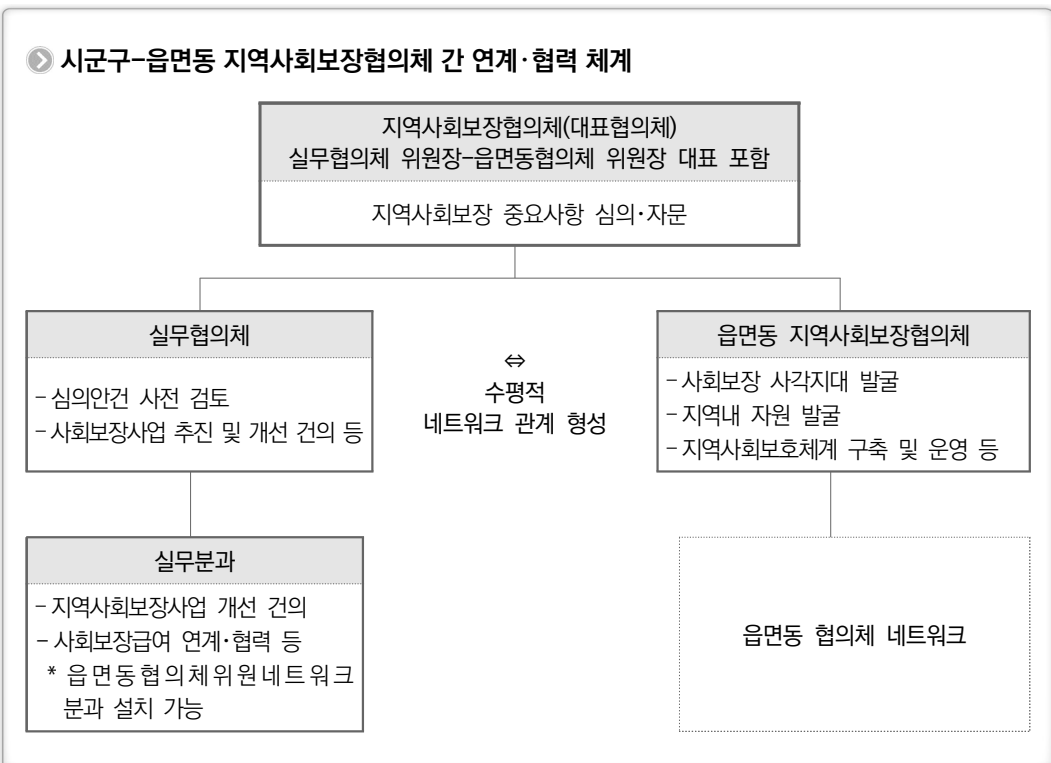 시군구-읍면동 지역사회보장협의체 간 연계·협력 체계
지역사회보장협의체(대표협의체)
실무협의체 위원장-읍면동협의체 위원장 대표 포함
지역사회보장 중요사항 심의·자문
실무협의체
- 심의안건 사전 검토
- 사회보장사업 추진 및 개선 건의 등
⇔
수평적
네트워크 관계 형성
읍면동 지역사회보장협의체
- 사회보장 사각지대 발굴
- 지역내 자원 발굴
- 지역사회보호체계 구축 및 운영 등
실무분과
- 지역사회보장사업 개선 건의
- 사회보장급여 연계·협력 등
* 읍면동협의체위원네트워크
분과 설치 가능
읍면동 협의체 네트워크